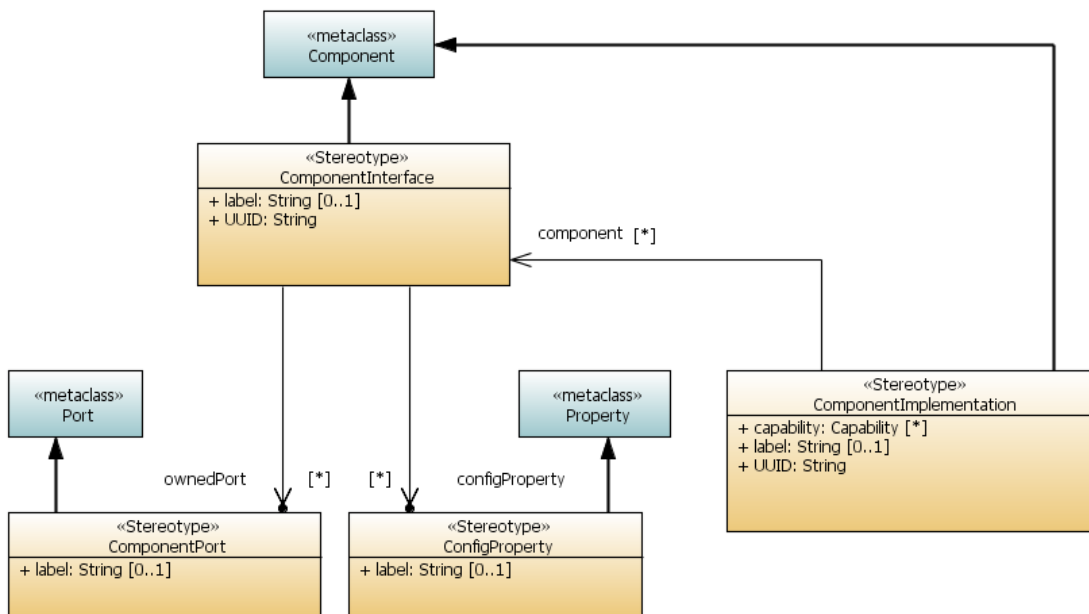 «metaclass»
Component
«Stereotype»
ComponentInterface
+ label: String [0..1]
+ UUID: String
component [*]
«metaclass»
Port
«metaclass»
Property
«Stereotype»
ComponentImplementation
+ capability: Capability [*]
+ label: String [0..1]
+ UUID: String
ownedPort [*] [*] configProperty
«Stereotype»
ComponentPort
+ label: String [0..1]
«Stereotype»
ConfigProperty
+ label: String [0..1]